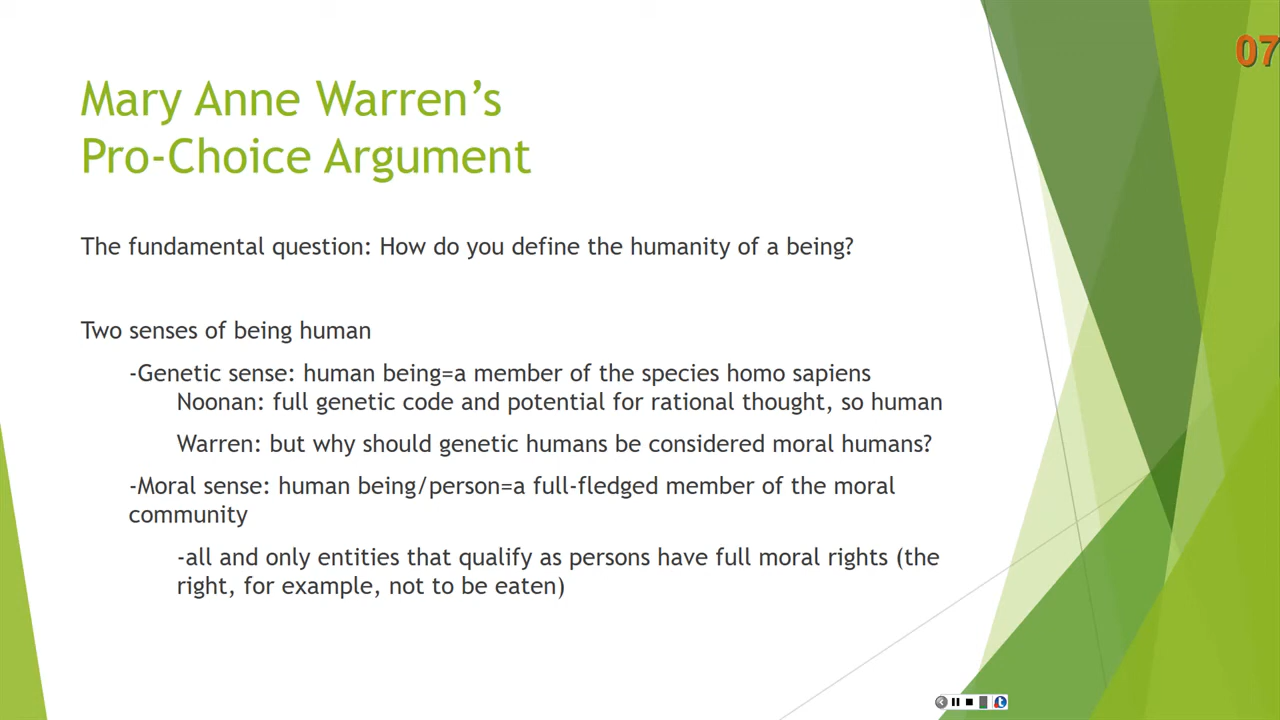 07
Mary Anne Warren’s
Pro-Choice Argument
The fundamental question: How do you define the humanity of a being?
Two senses of being human
-Genetic sense: human being=a member of the species homo sapiens
Noonan: full genetic code and potential for rational thought, so human
Warren: but why should genetic humans be considered moral humans?
-Moral sense: human being/person=a full-fledged member of the moral
community
-all and only entities that qualify as persons have full moral rights (the
right, for example, not to be eaten)